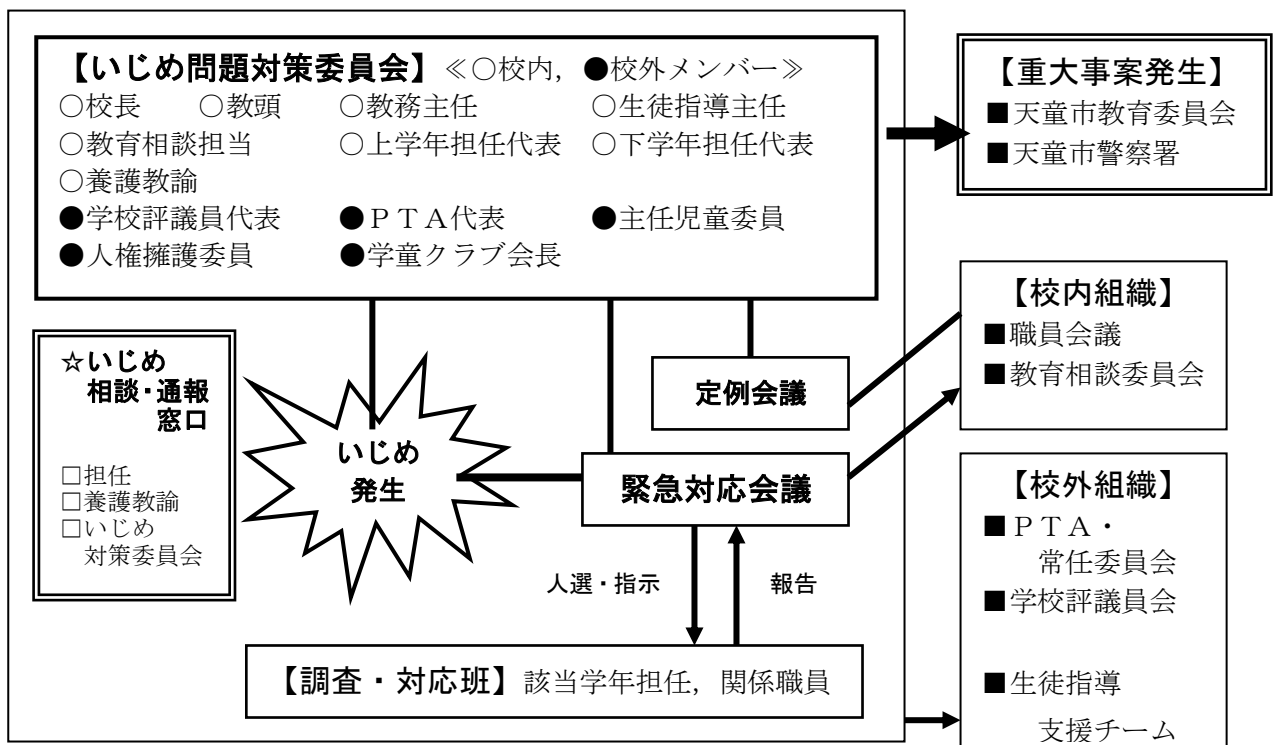 【いじめ問題対策委員会】≪○校内，●校外メンバー≫
○校長　○教頭　○教務主任　○生徒指導主任
○教育相談担当　○上学年担任代表　○下学年担任代表
○養護教諭
●学校評議員代表　●ＰＴＡ代表　●主任児童委員
●人権擁護委員　●学童クラブ会長
【重大事案発生】
■天童市教育委員会
■天童市警察署
☆いじめ
相談・通報
窓口
□担任
□養護教諭
□いじめ
対策委員会
いじめ
発生
定例会議
緊急対応会議
人選・指示
報告
【調査・対応班】該当学年担任，関係職員
【校内組織】
■職員会議
■教育相談委員会
【校外組織】
■ＰＴＡ・
常任委員会
■学校評議員会
■生徒指導
支援チーム